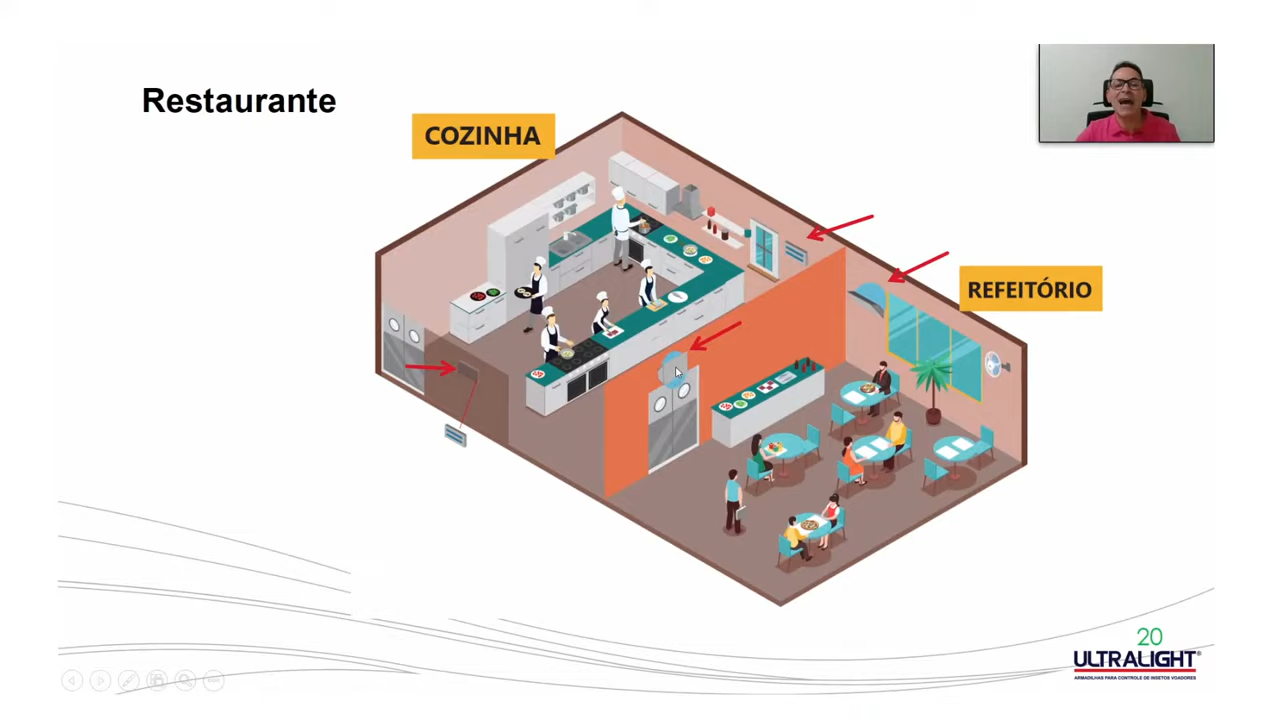 Restaurante
COZINHA
REFEITÓRIO
20
ULTRALIGHT®
ARMADILHAS PARA CONTROLE DE INSETOS VOADORES